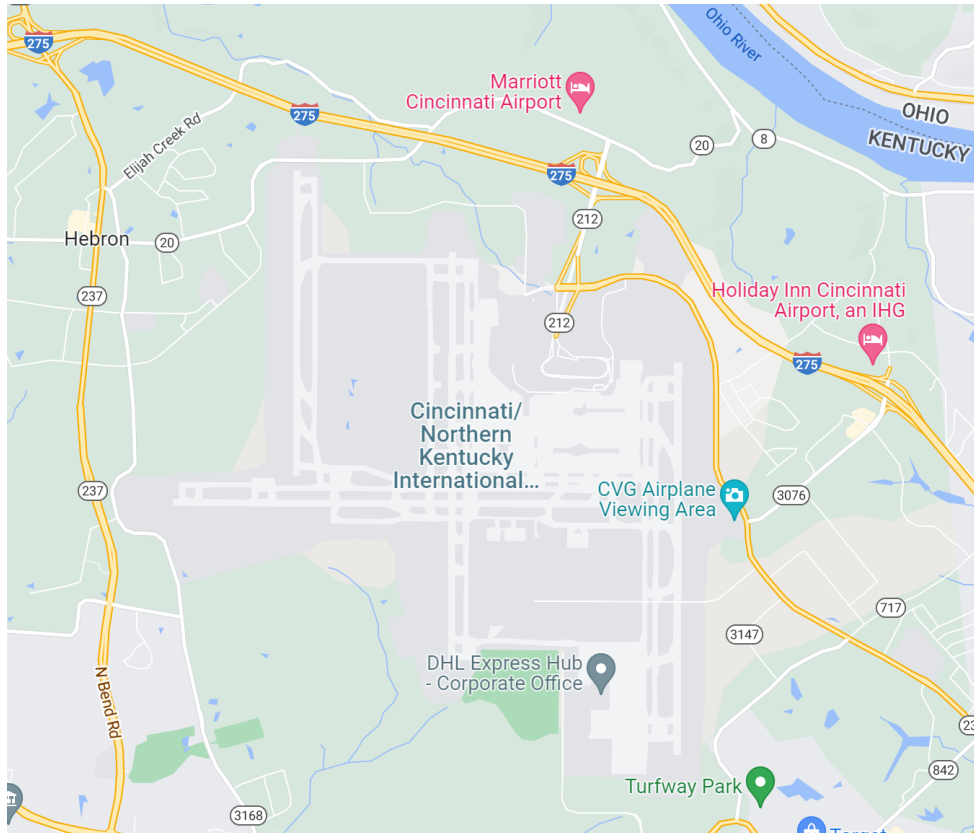 275
Ohio River
Marriott
Cincinnati Airport
OHIO
KENTUCKY
275
Elijah Creek Rd
20
8
275
212
Hebron
20
237
Holiday Inn Cincinnati
Airport, an IHG
212
275
Cincinnati/
Northern
Kentucky
International...
237
CVG Airplane
Viewing Area
3076
717
3147
DHL Express Hub
- Corporate Office
N Bend Rd
23
842
Turfway Park
3168
Target